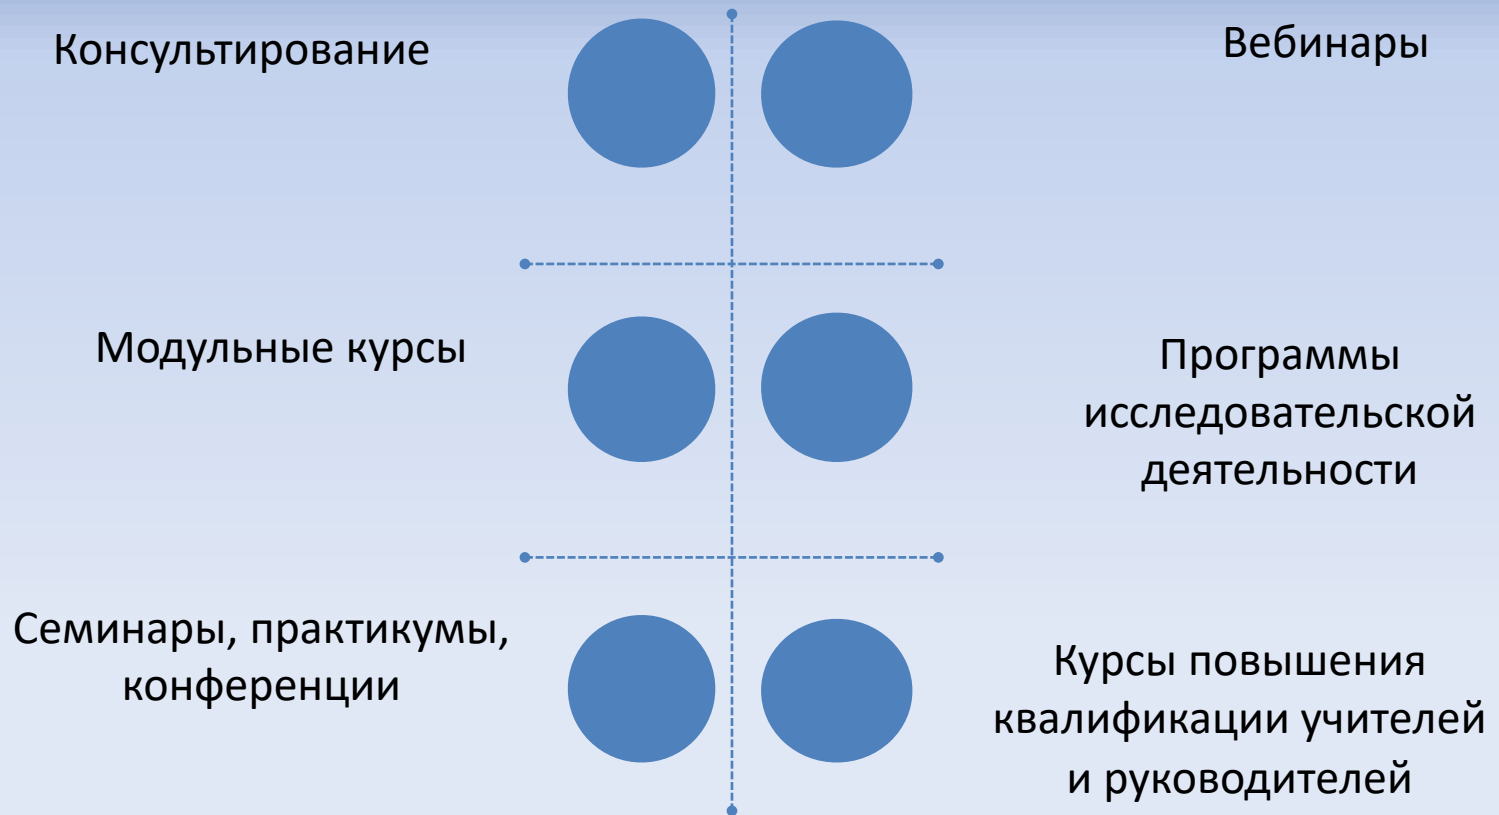 Консультирование
Вебинары
Модульные курсы
Программы
исследовательской
деятельности
Семинары, практикумы,
конференции
Курсы повышения
квалификации учителей
и руководителей